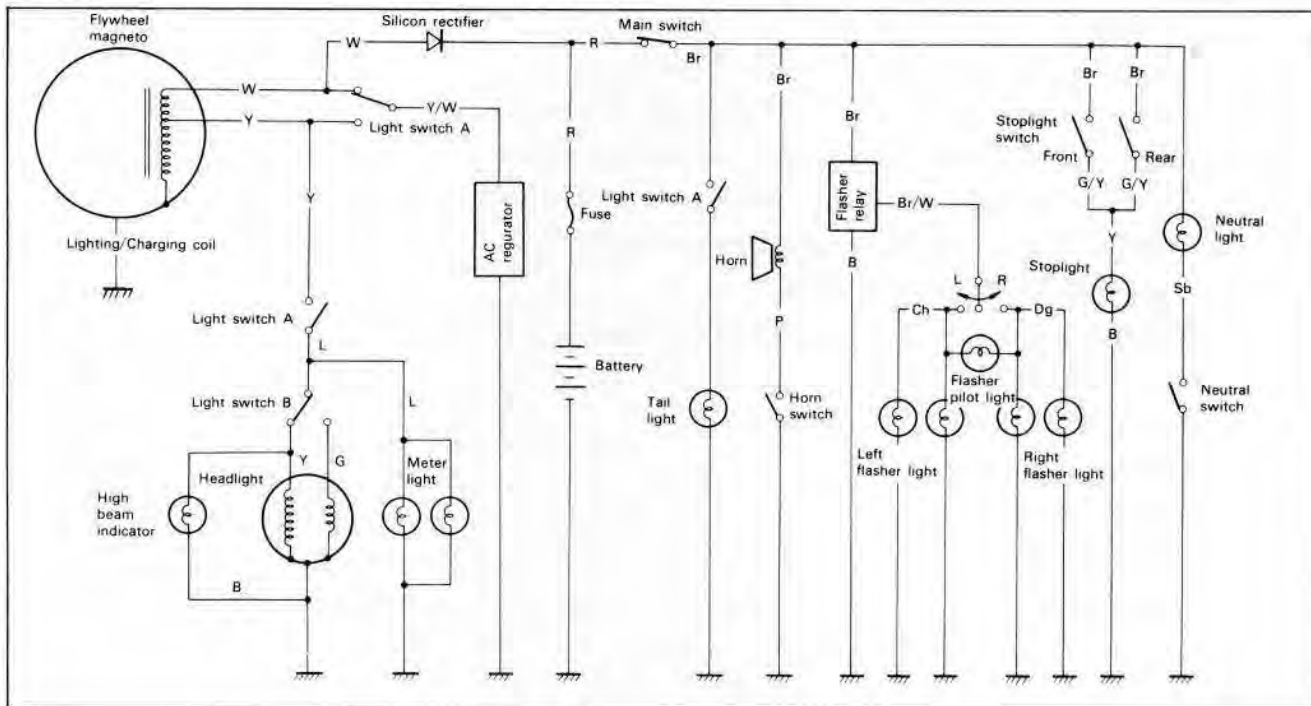 Flywheel
magneto
Silicon rectifier
Main switch
W
R
Br
W
Y
Y/W
Light switch A
Br
Br
Br
Br
Stoplight
switch
Front
Rear
G/Y
G/Y
R
Y
Light switch A
Flasher
relay
Br/W
Fuse
Neutral
light
Lighting/Charging coil
AC
regurator
Horn
B
Y
Stoplight
L
R
Sb
Ch
Dg
Light switch A
P
B
L
Battery
Flasher
pilot light
Light switch B
L
Tail
light
Horn
switch
Neutral
switch
Y
G
Headlight
Meter
light
Left
flasher light
Right
flasher light
High
beam
indicator
B